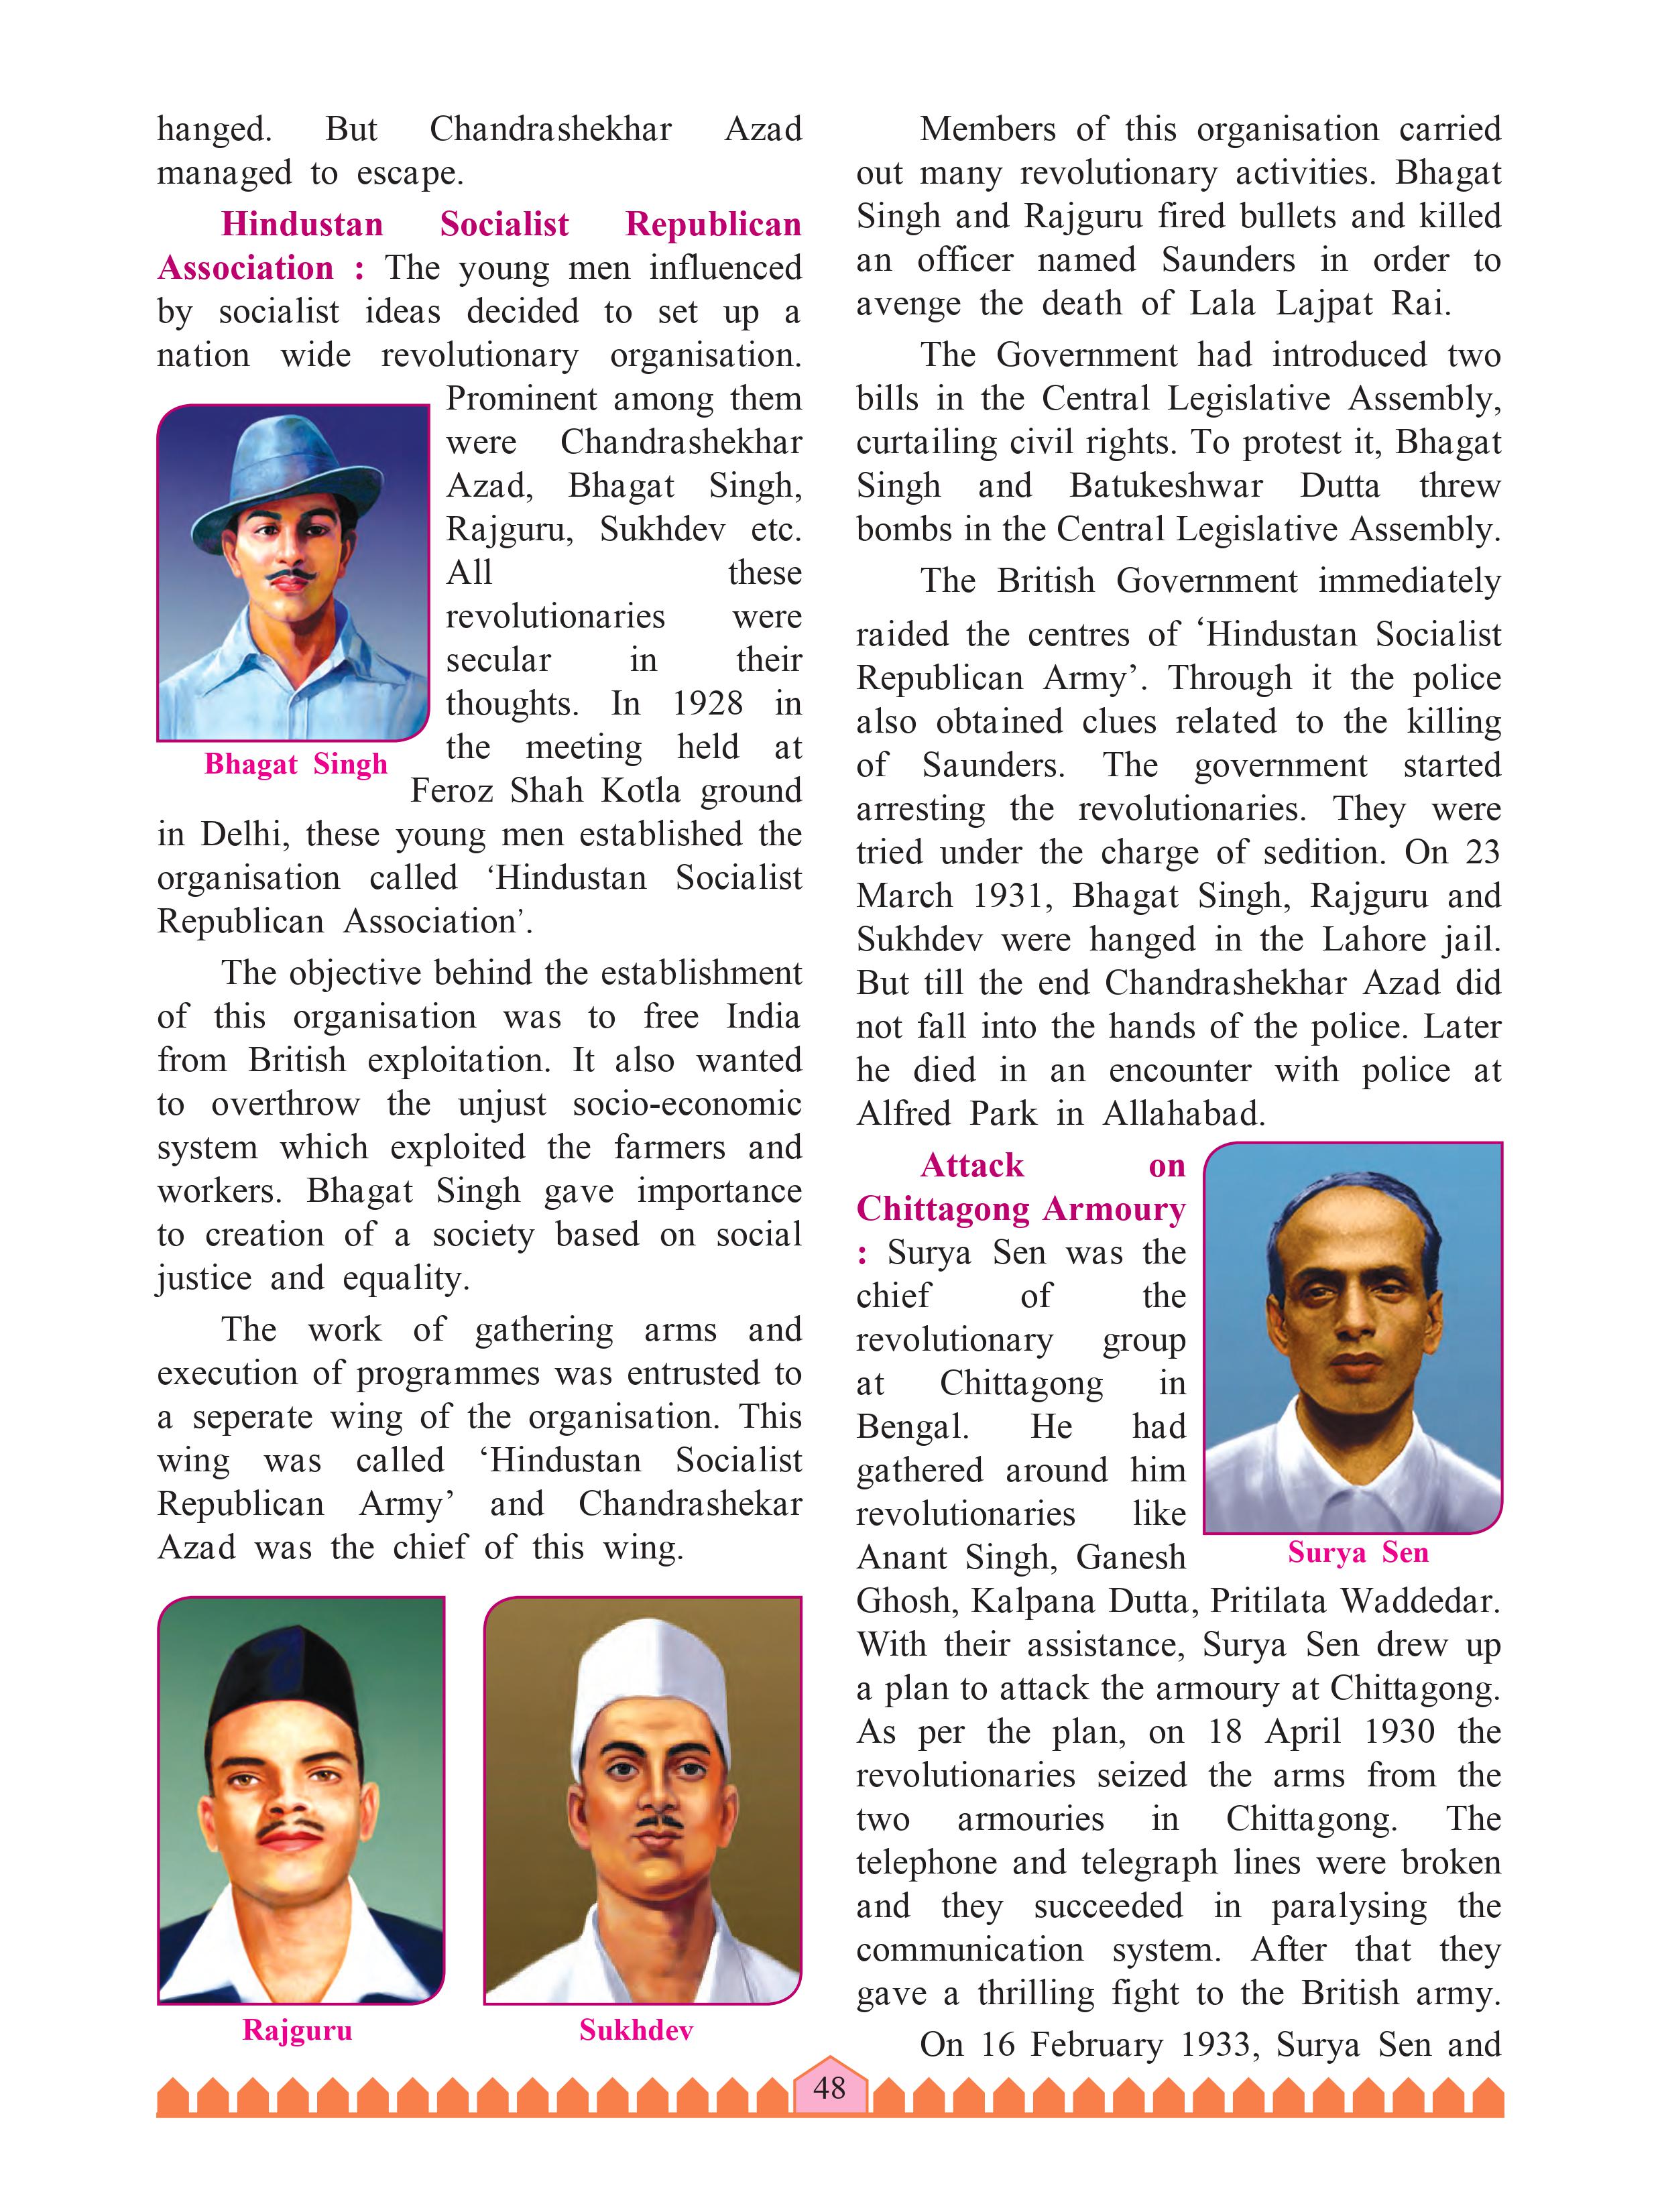 hanged. But Chandrashekhar Azad
managed to escape.
Hindustan Socialist Republican
Association : The young men influenced
by socialist ideas decided to set up a
nation wide revolutionary organisation.
Prominent among them
were Chandrashekhar
Azad, Bhagat Singh,
Rajguru, Sukhdev etc.
All these
revolutionaries were
secular in their
thoughts. In 1928 in
the meeting held at
Bhagat Singh
Feroz Shah Kotla ground
in Delhi, these young men established the
organisation called ‘Hindustan Socialist
Republican Association’.
The objective behind the establishment
of this organisation was to free India
from British exploitation. It also wanted
to overthrow the unjust socio-economic
system which exploited the farmers and
workers. Bhagat Singh gave importance
to creation of a society based on social
justice and equality.
The work of gathering arms and
execution of programmes was entrusted to
a seperate wing of the organisation. This
wing was called ‘Hindustan Socialist
Republican Army’ and Chandrashekar
Azad was the chief of this wing.
Rajguru
Sukhdev
Members of this organisation carried
out many revolutionary activities. Bhagat
Singh and Rajguru fired bullets and killed
an officer named Saunders in order to
avenge the death of Lala Lajpat Rai.
The Government had introduced two
bills in the Central Legislative Assembly,
curtailing civil rights. To protest it, Bhagat
Singh and Batukeshwar Dutta threw
bombs in the Central Legislative Assembly.
The British Government immediately
raided the centres of ‘Hindustan Socialist
Republican Army’. Through it the police
also obtained clues related to the killing
of Saunders. The government started
arresting the revolutionaries. They were
tried under the charge of sedition. On 23
March 1931, Bhagat Singh, Rajguru and
Sukhdev were hanged in the Lahore jail.
But till the end Chandrashekhar Azad did
not fall into the hands of the police. Later
he died in an encounter with police at
Alfred Park in Allahabad.
Attack on
Chittagong Armoury
: Surya Sen was the
chief of the
revolutionary group
at Chittagong in
Bengal. He had
gathered around him
revolutionaries like
Anant Singh, Ganesh
Surya Sen
Ghosh, Kalpana Dutta, Pritilata Waddedar.
With their assistance, Surya Sen drew up
a plan to attack the armoury at Chittagong.
As per the plan, on 18 April 1930 the
revolutionaries seized the arms from the
two armouries in Chittagong. The
telephone and telegraph lines were broken
and they succeeded in paralysing the
communication system. After that they
gave a thrilling fight to the British army.
On 16 February 1933, Surya Sen and
48